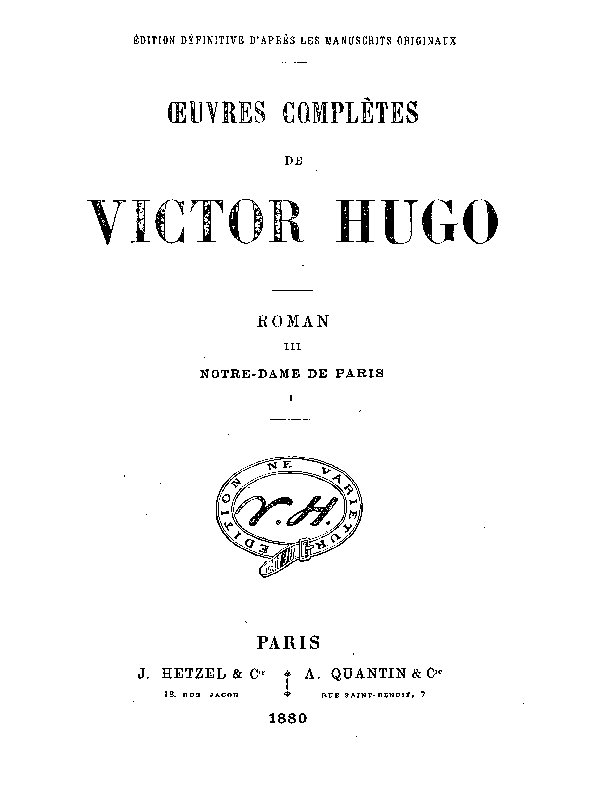 ÉDITION DÉFINITIVE D'APRÈS LES MANUSCRITS ORIGINAUX
ŒUVRES COMPLÈTES
DE
VICTOR HUGO
ROMAN
III
NOTRE-DAME DE PARIS
I
EDITION NE VARIETUR
V.H.
PARIS
J. HETZEL & Cie
18, RUE JACOB
A. QUANTIN & Cie
RUE SAINT-BENOIT, 7
1880